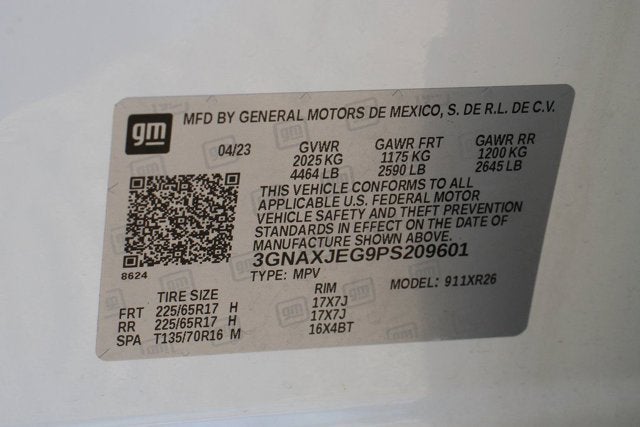 gm MFD BY GENERAL MOTORS DE MEXICO, S. DE R.L. DE C.V.
04/23 GVWR GAWR FRT GAWR RR
2025 KG 1175 KG 1200 KG
4464 LB 2590 LB 2645 LB
THIS VEHICLE CONFORMS TO ALL
APPLICABLE U.S. FEDERAL MOTOR
VEHICLE SAFETY AND THEFT PREVENTION
STANDARDS IN EFFECT ON THE DATE OF
MANUFACTURE SHOWN ABOVE.
3GNAXJEG9PS209601
8624 TYPE: MPV MODEL: 911XR26
TIRE SIZE RIM
FRT 225/65R17 H 17X7J
RR 225/65R17 H 17X7J
SPA T135/70R16 M 16X4BT